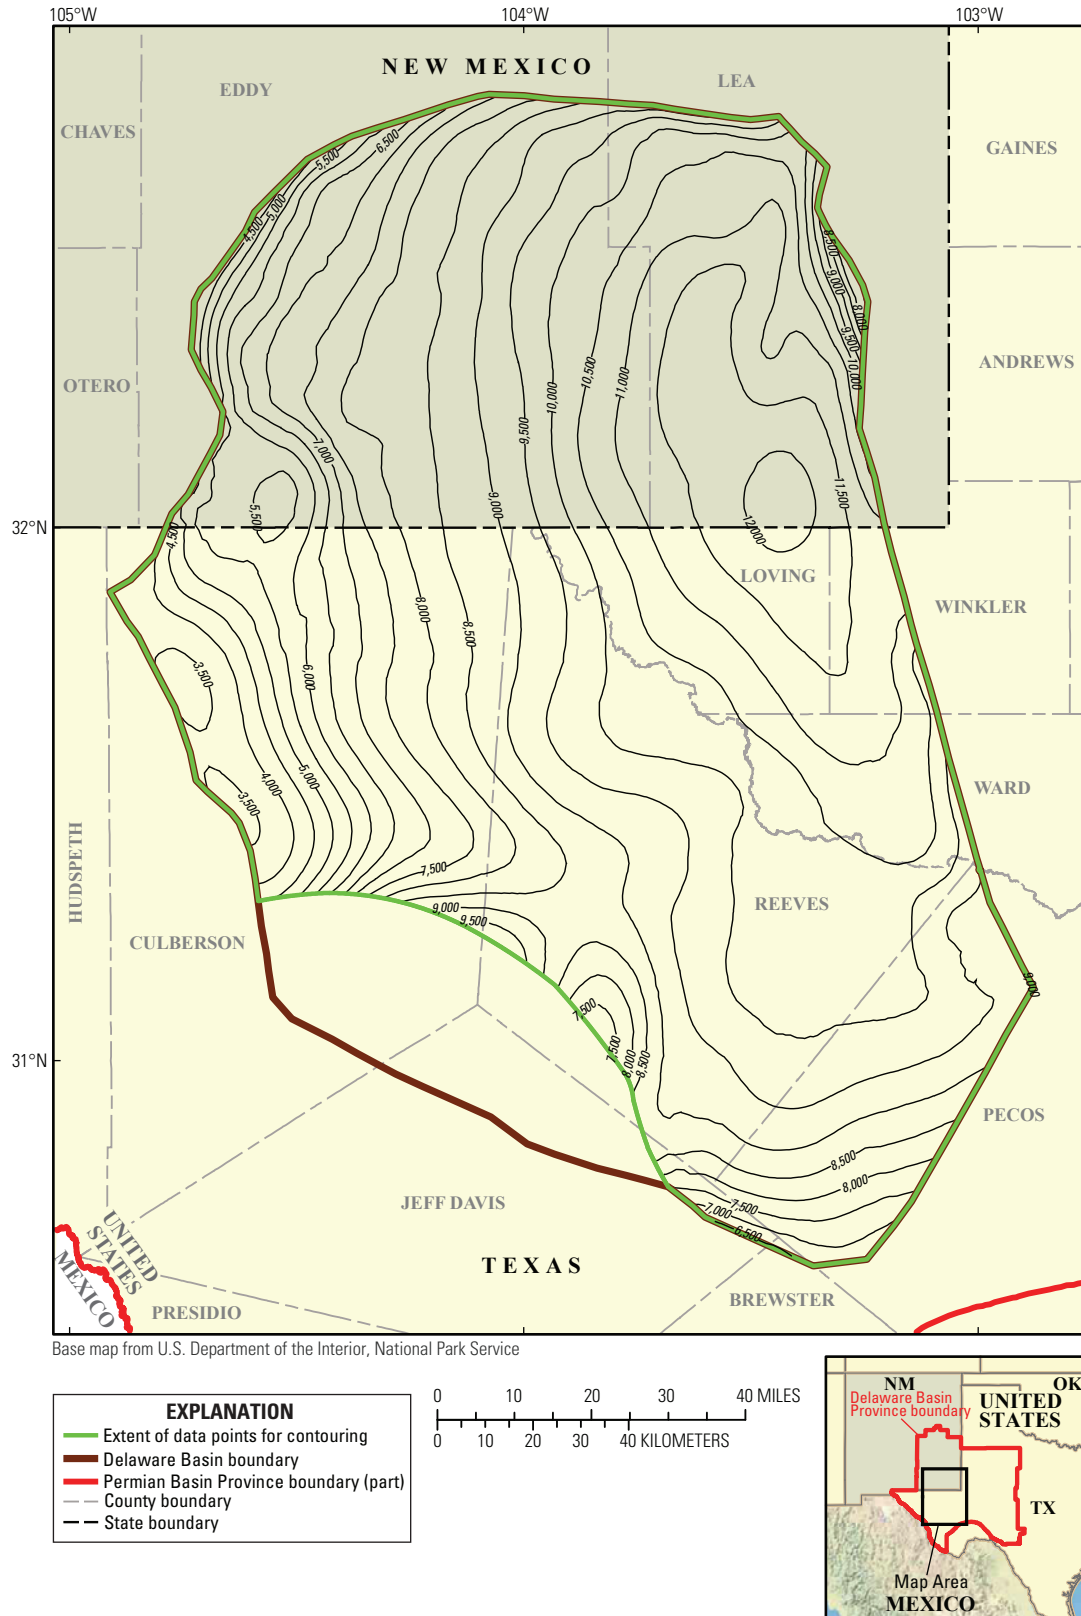 105°W 104°W 103°W
NEW MEXICO
EDDY
LEA
CHAVES
GAINES
6,500
5,500
5,000
4,500
8,500
9,000
8,000
9,500
10,000
OTERO
ANDREWS
10,500
11,000
10,000
9,500
7,000
11,500
9,000
5,500
12,000
32°N
4,500
LOVING
WINKLER
8,000
8,500
6,000
3,500
WARD
5,000
4,000
3,500
HUDSPETH
7,500
REEVES
9,000
9,500
CULBERSON
9,000
7,500
7,500
8,000
8,500
31°N
PECOS
8,500
8,000
JEFF DAVIS
7,500
7,000
6,500
UNITED
STATES
MEXICO
TEXAS
BREWSTER
PRESIDIO
Base map from U.S. Department of the Interior, National Park Service
EXPLANATION
Extent of data points for contouring
Delaware Basin boundary
Permian Basin Province boundary (part)
County boundary
State boundary
0 10 20 30 40 MILES
0 10 20 30 40 KILOMETERS
NM
OK
Delaware Basin
Province boundary
UNITED
STATES
TX
Map Area
MEXICO